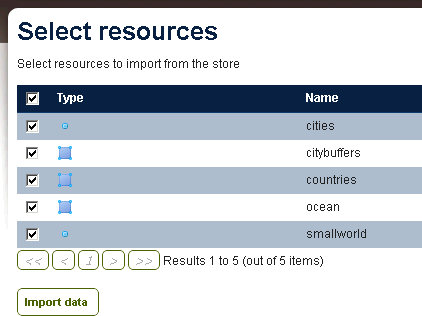 Select resources
Select resources to import from the store
Type Name
cities
citybuffers
countries
ocean
smallworld
<< < 1 > >> Results 1 to 5 (out of 5 items)
Import data